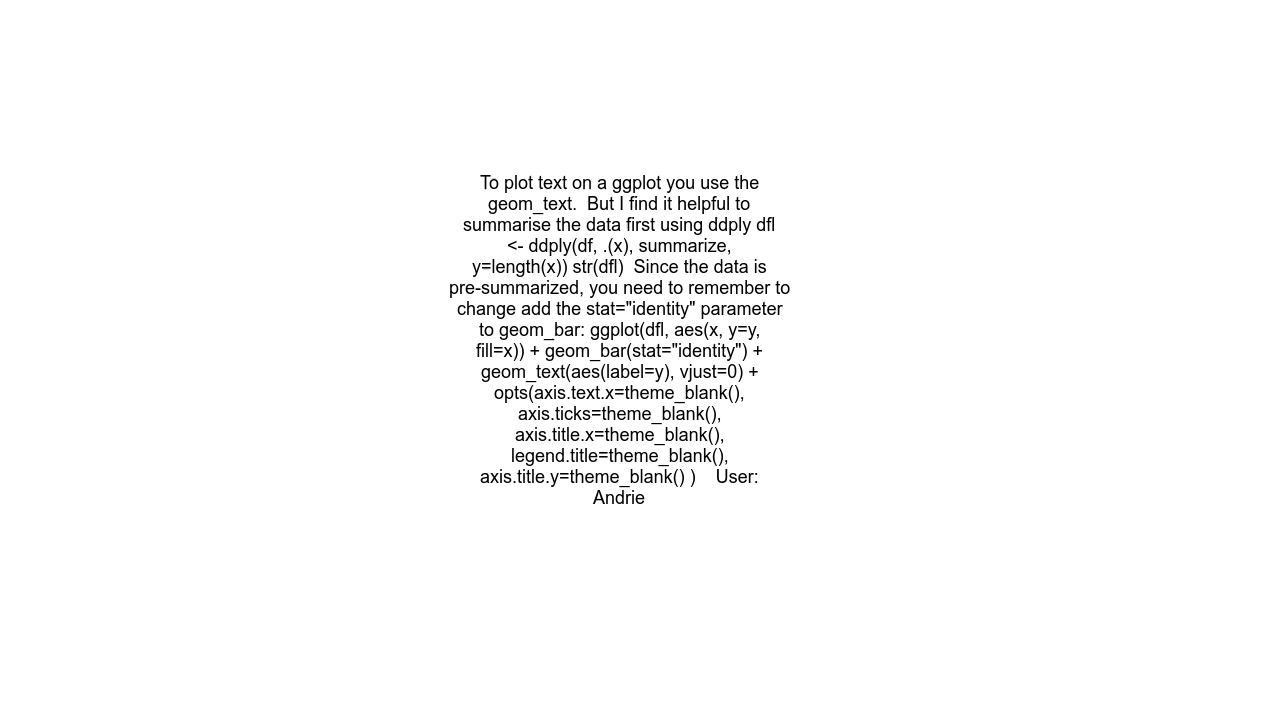 To plot text on a ggplot you use the
geom_text.  But I find it helpful to
summarise the data first using ddply dfl
<- ddply(df, .(x), summarize,
y=length(x)) str(dfl)  Since the data is
pre-summarized, you need to remember to
change add the stat="identity" parameter
to geom_bar: ggplot(dfl, aes(x, y=y,
fill=x)) + geom_bar(stat="identity") +
geom_text(aes(label=y), vjust=0) +
opts(axis.text.x=theme_blank(),
axis.ticks=theme_blank(),
axis.title.x=theme_blank(),
legend.title=theme_blank(),
axis.title.y=theme_blank() )    User:
Andrie